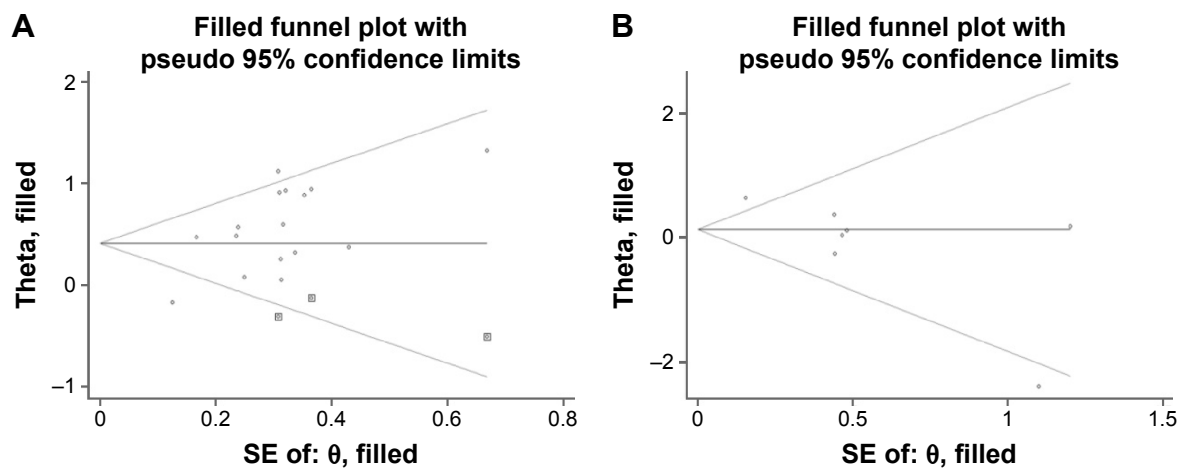 A
Filled funnel plot with
pseudo 95% confidence limits
Theta, filled
2
1
0
–1
0
0.2
0.4
0.6
0.8
SE of: θ, filled
B
Filled funnel plot with
pseudo 95% confidence limits
Theta, filled
2
0
–2
0
0.5
1
1.5
SE of: θ, filled